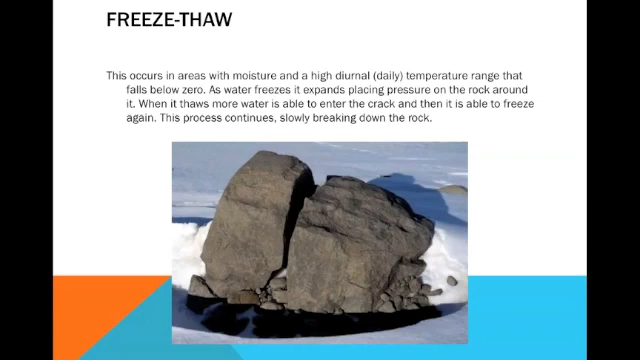 FREEZE-THAW
This occurs in areas with moisture and a high diurnal (daily) temperature range that
falls below zero. As water freezes it expands placing pressure on the rock around
it. When it thaws more water is able to enter the crack and then it is able to freeze
again. This process continues, slowly breaking down the rock.